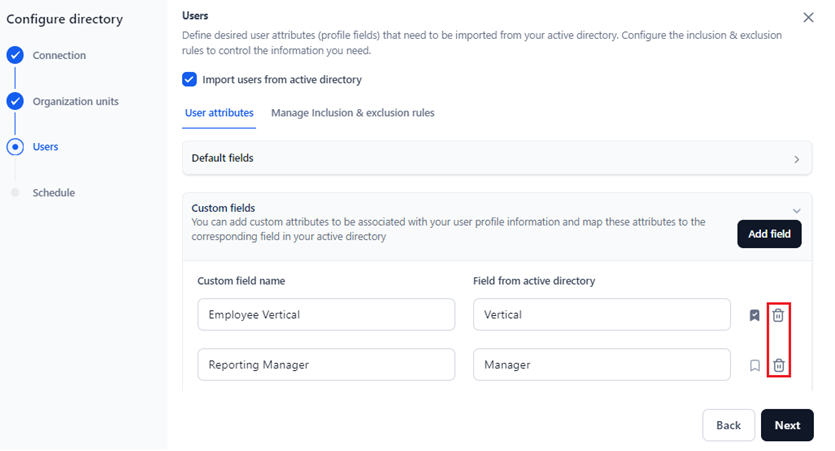 Configure directory
Connection
Organization units
Users
Schedule
Users
Define desired user attributes (profile fields) that need to be imported from your active directory. Configure the inclusion & exclusion
rules to control the information you need.
Import users from active directory
User attributes
Manage Inclusion & exclusion rules
Default fields
Custom fields
You can add custom attributes to be associated with your user profile information and map these attributes to the
corresponding field in your active directory
Add field
Custom field name
Field from active directory
Employee Vertical
Vertical
Reporting Manager
Manager
Back
Next